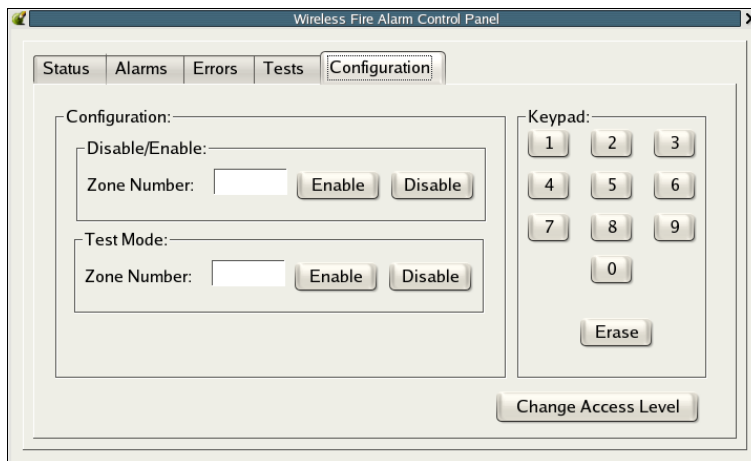 Wireless Fire Alarm Control Panel
Status Alarms Errors Tests Configuration
Configuration:
Disable/Enable:
Zone Number: Enable Disable
Test Mode:
Zone Number: Enable Disable
Keypad:
1 2 3
4 5 6
7 8 9
0
Erase
Change Access Level